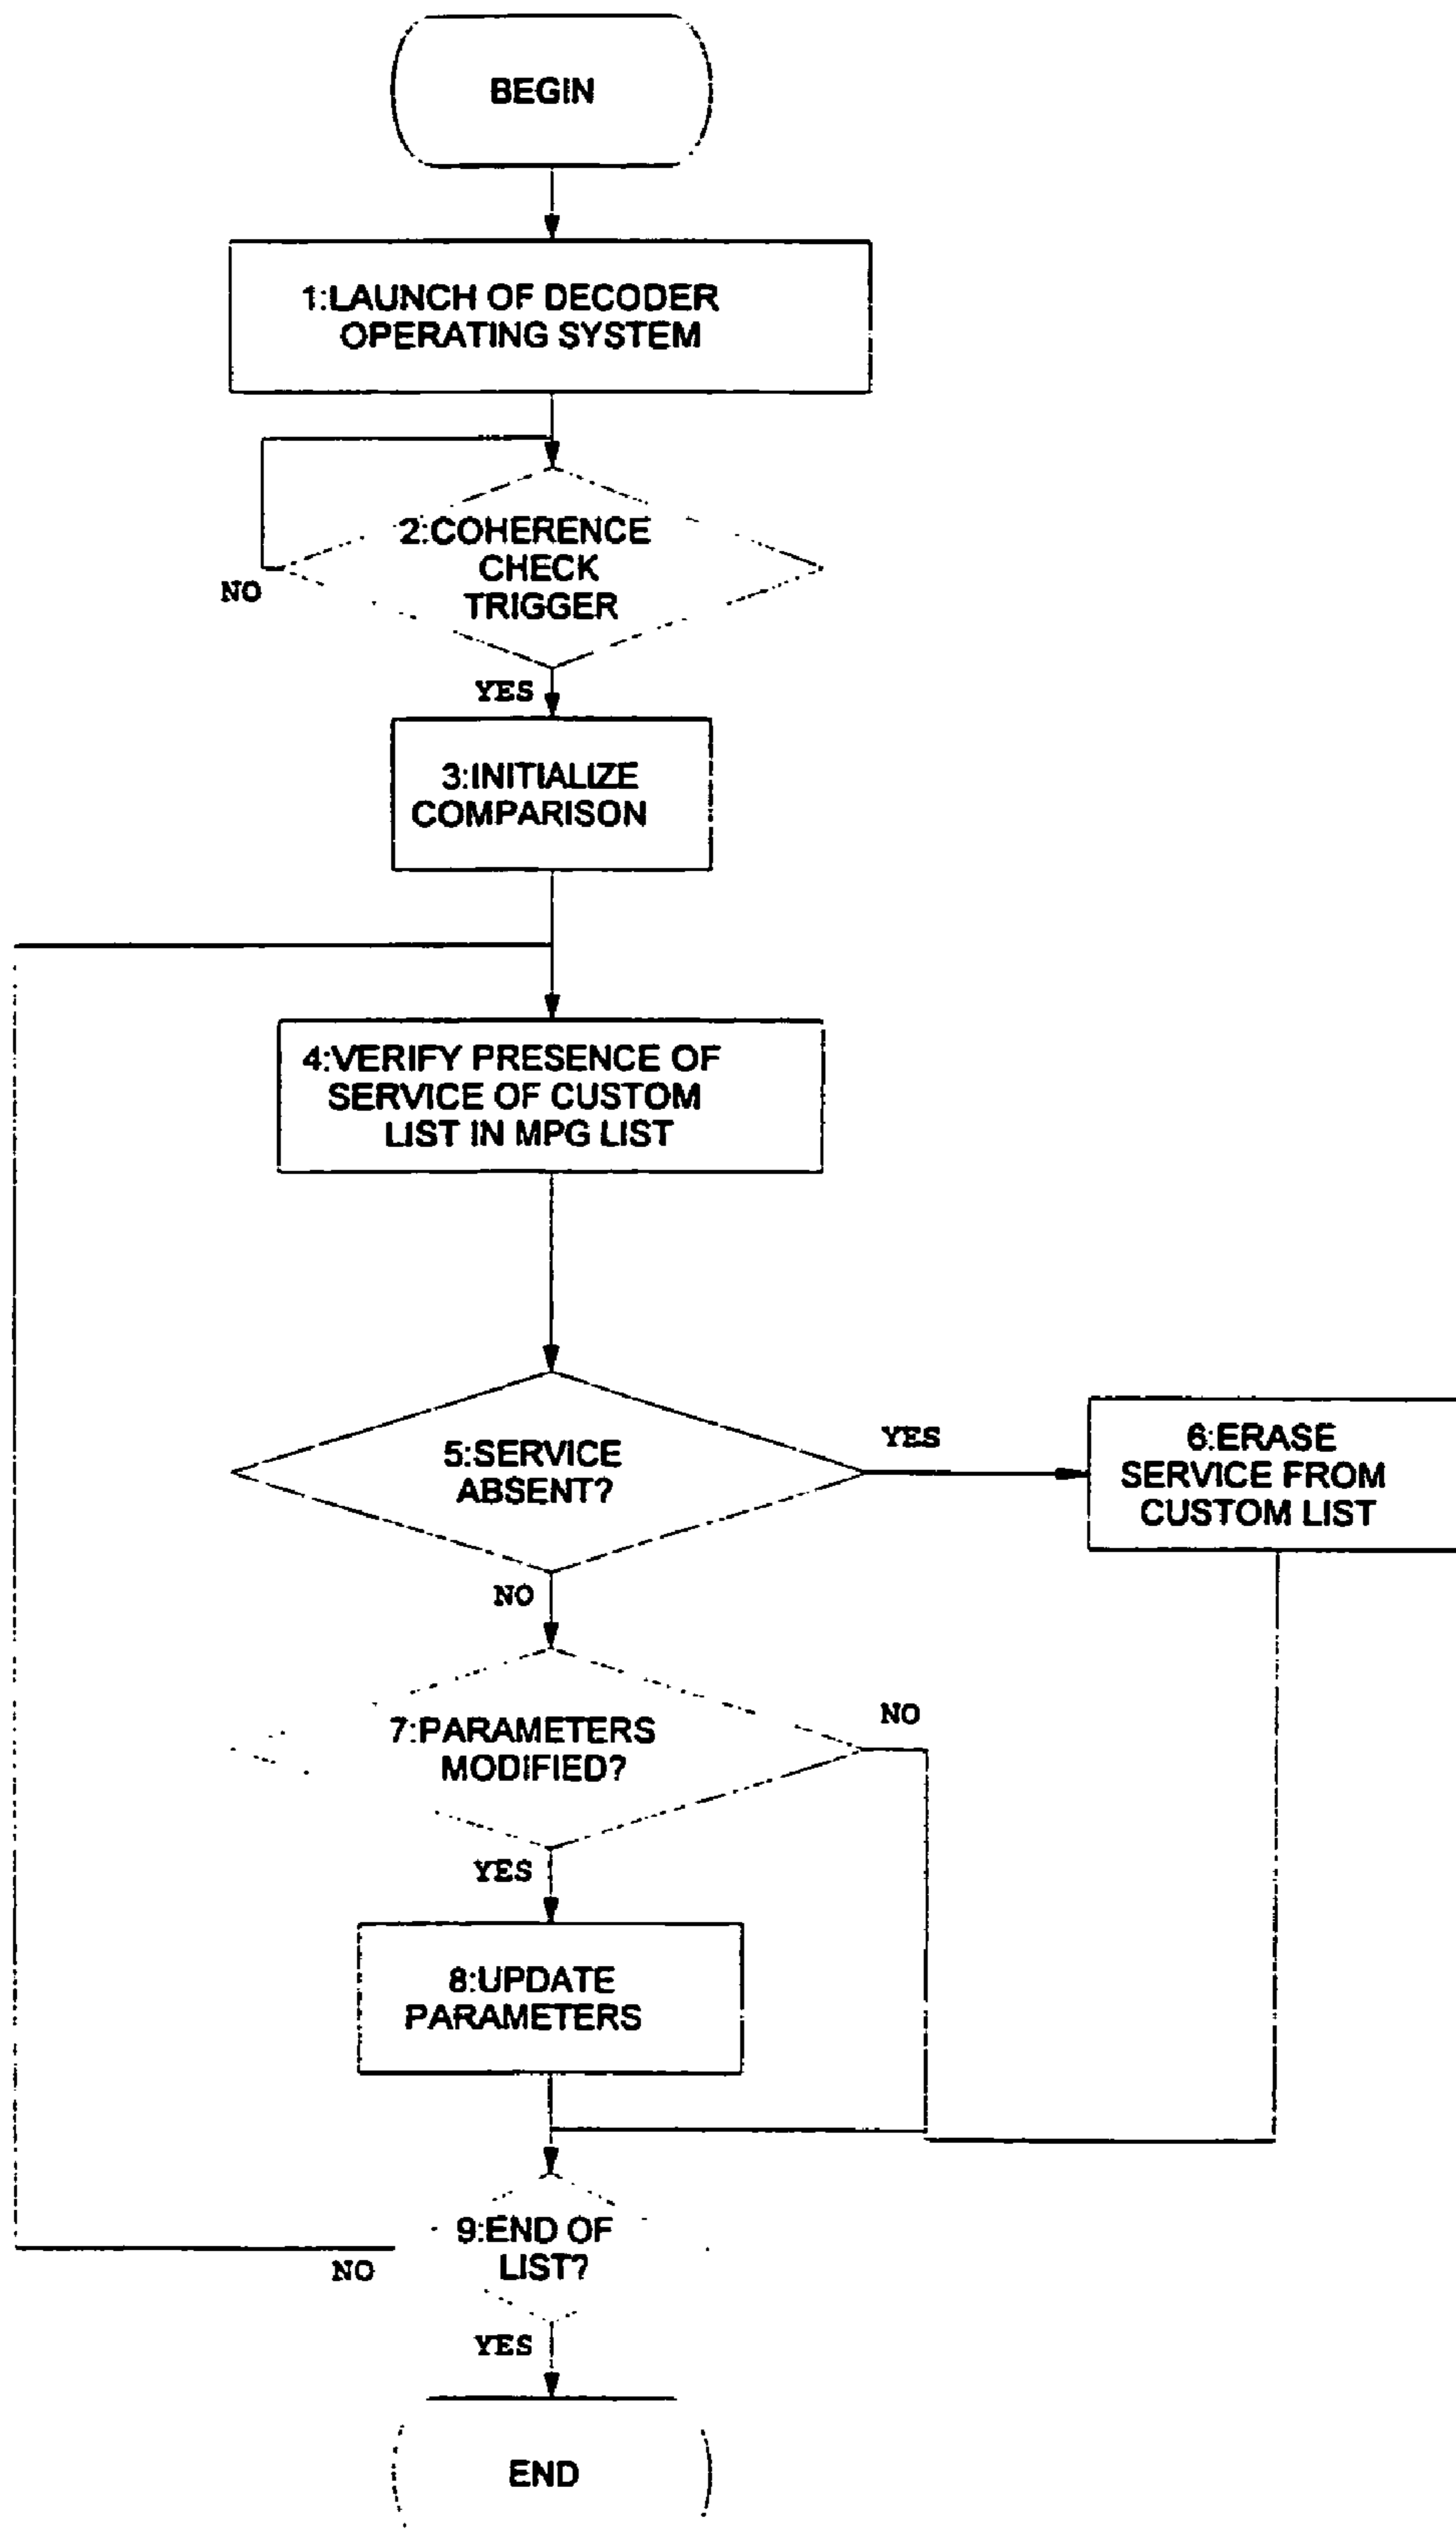 BEGIN
1:LAUNCH OF DECODER
OPERATING SYSTEM
2:COHERENCE
CHECK
TRIGGER
NO
YES
3:INITIALIZE
COMPARISON
4:VERIFY PRESENCE OF
SERVICE OF CUSTOM
LIST IN MPG LIST
5:SERVICE
ABSENT?
YES
6:ERASE
SERVICE FROM
CUSTOM LIST
NO
7:PARAMETERS
MODIFIED?
NO
YES
8:UPDATE
PARAMETERS
9:END OF
LIST?
NO
YES
END